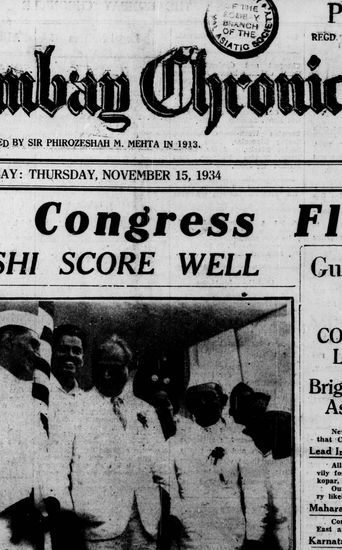 OF THE
BOMBAY
BRANCH
OF THE
ASIATIC SOCIETY
P
REGD.
mbay Chronic
ED BY SIR PHIROZESHAH M. MEHTA IN 1913.
AY: THURSDAY, NOVEMBER 15, 1934
Congress Fl
SHI SCORE WELL
Gu
CO
L
Brig
As
Ne
that C
Lead I
All
vily fo
kopar,
Ou
ry like
Mahara
Con
East a
Karnat